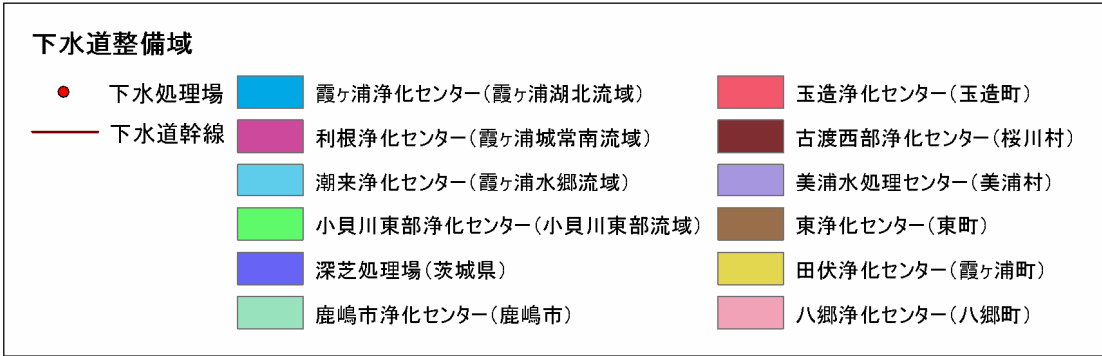 下水道整備域
下水処理場
下水道幹線
霞ヶ浦浄化センター(霞ヶ浦湖北流域)
利根浄化センター(霞ヶ浦城常南流域)
潮来浄化センター(霞ヶ浦水郷流域)
小貝川東部浄化センター(小貝川東部流域)
深芝処理場(茨城県)
鹿嶋市浄化センター(鹿嶋市)
玉造浄化センター(玉造町)
古渡西部浄化センター(桜川村)
美浦水処理センター(美浦村)
東浄化センター(東町)
田伏浄化センター(霞ヶ浦町)
八郷浄化センター(八郷町)